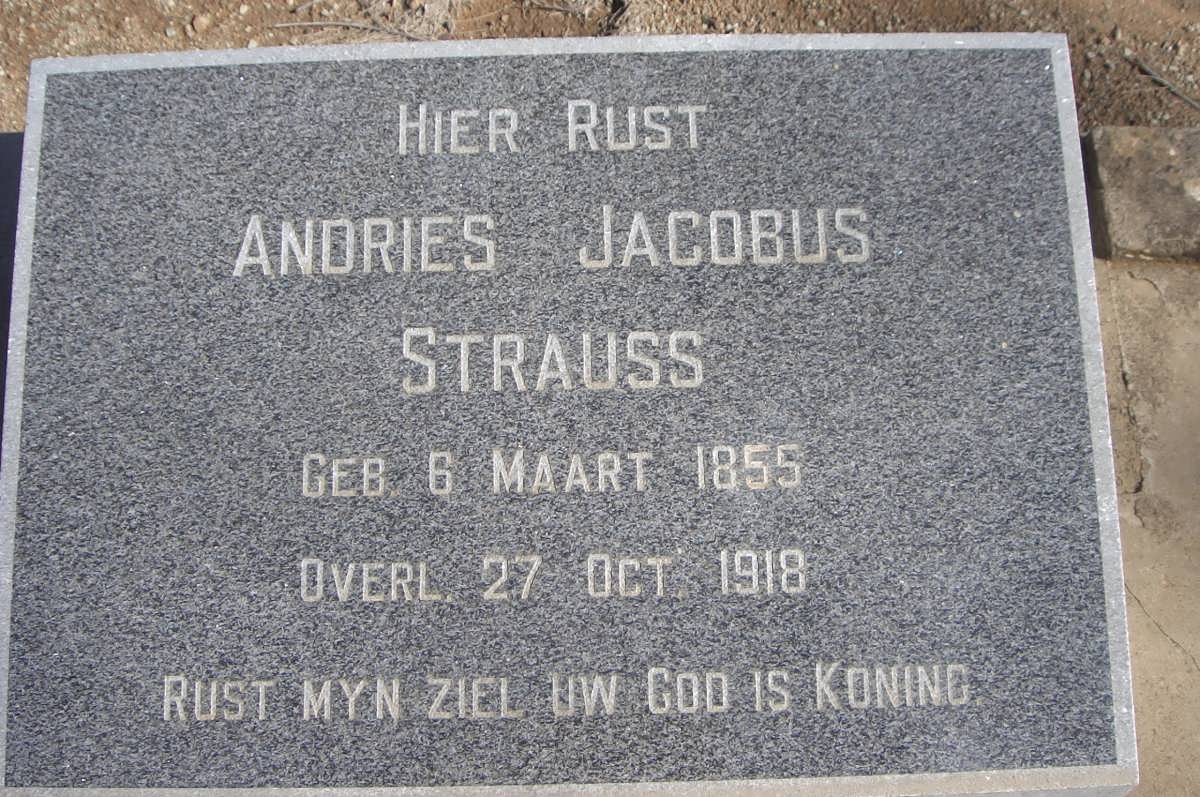 HIER RUST
ANDRIES JACOBUS
STRAUSS
GEB. 6 MAART 1855
OVERL. 27 OCT. 1918
RUST MYN ZIEL UW GOD IS KONING.